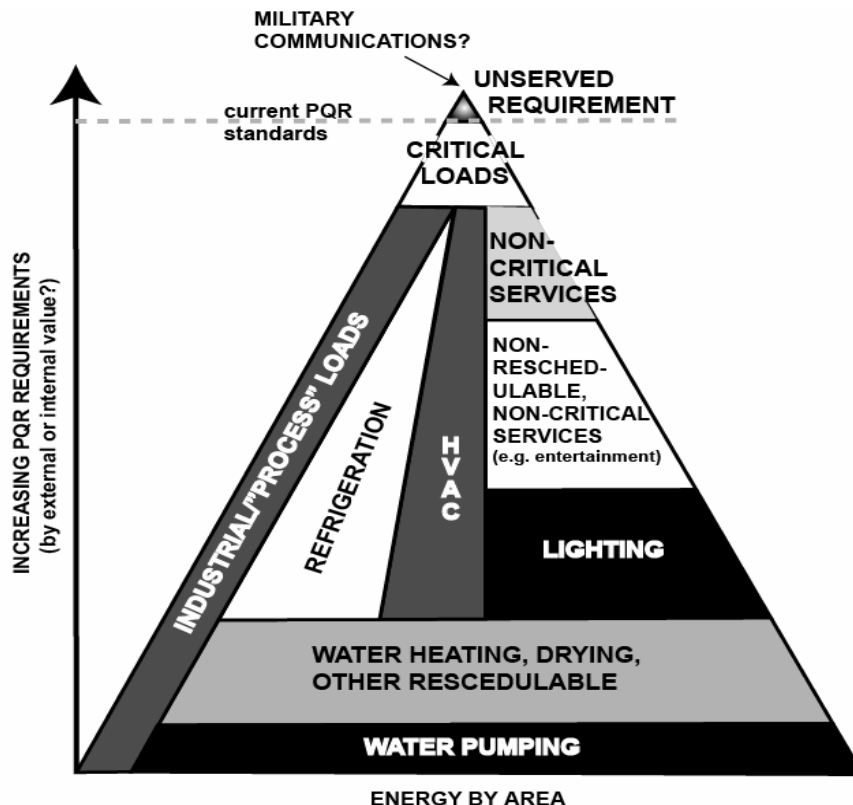 MILITARY
COMMUNICATIONS?
UNSERVED
REQUIREMENT
current PQR
standards
CRITICAL
LOADS
NON-
CRITICAL
SERVICES
NON-
RESCHED-
ULABLE,
NON-CRITICAL
SERVICES
(e.g. entertainment)
INDUSTRIAL/"PROCESS" LOADS
REFRIGERATION
HVAC
LIGHTING
WATER HEATING, DRYING,
OTHER RESCEDULABLE
WATER PUMPING
INCREASING PQR REQUIREMENTS
(by external or internal value?)
ENERGY BY AREA